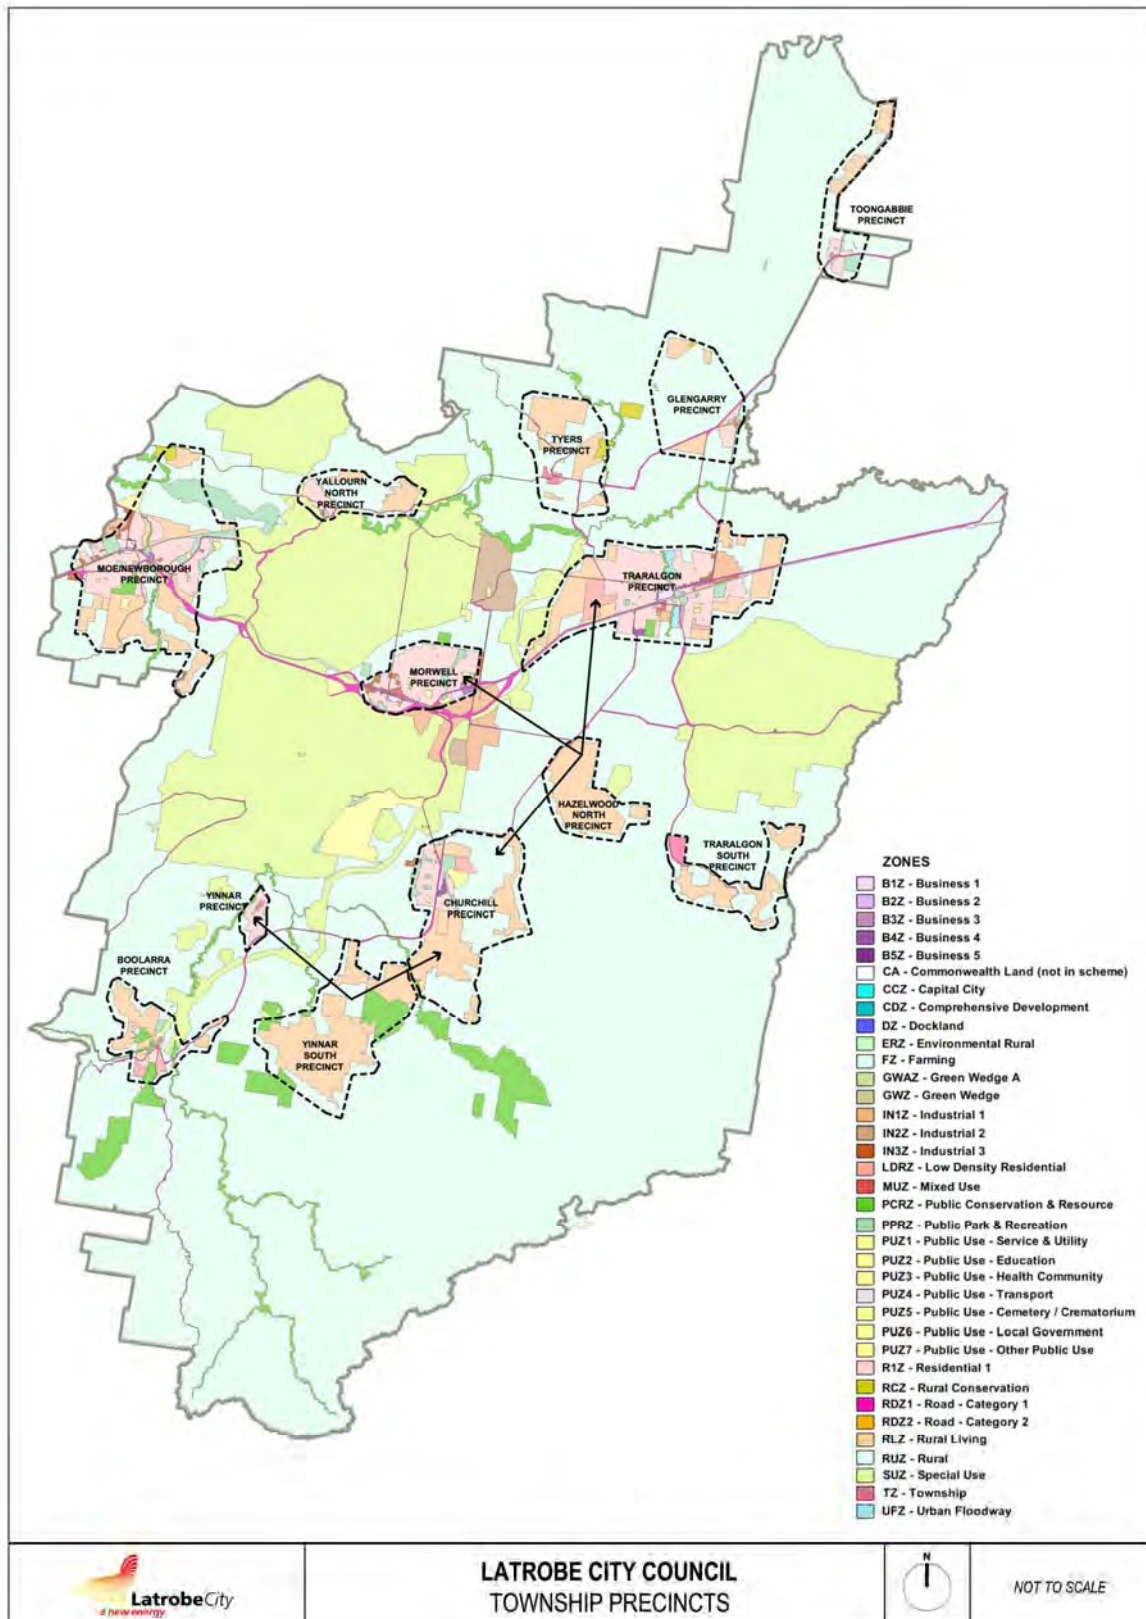 TOONGABBIE
PRECINCT
GLENGARRY
PRECINCT
TYERS
PRECINCT
YALLOURN
NORTH
PRECINCT
MOE/NEWBOROUGH
PRECINCT
TRARALGON
PRECINCT
MORWELL
PRECINCT
HAZELWOOD
NORTH
PRECINCT
TRARALGON
SOUTH
PRECINCT
YINNAR
PRECINCT
CHURCHILL
PRECINCT
BOOLARRA
PRECINCT
YINNAR
SOUTH
PRECINCT
ZONES
B1Z - Business 1
B2Z - Business 2
B3Z - Business 3
B4Z - Business 4
B5Z - Business 5
CA - Commonwealth Land (not in scheme)
CCZ - Capital City
CDZ - Comprehensive Development
DZ - Dockland
ERZ - Environmental Rural
FZ - Farming
GWAZ - Green Wedge A
GWZ - Green Wedge
IN1Z - Industrial 1
IN2Z - Industrial 2
IN3Z - Industrial 3
LDRZ - Low Density Residential
MUZ - Mixed Use
PCRZ - Public Conservation & Resource
PPRZ - Public Park & Recreation
PUZ1 - Public Use - Service & Utility
PUZ2 - Public Use - Education
PUZ3 - Public Use - Health Community
PUZ4 - Public Use - Transport
PUZ5 - Public Use - Cemetery / Crematorium
PUZ6 - Public Use - Local Government
PUZ7 - Public Use - Other Public Use
R1Z - Residential 1
RCZ - Rural Conservation
RDZ1 - Road - Category 1
RDZ2 - Road - Category 2
RLZ - Rural Living
RUZ - Rural
SUZ - Special Use
TZ - Township
UFZ - Urban Floodway
LatrobeCity
a new energy
LATROBE CITY COUNCIL
TOWNSHIP PRECINCTS
N
NOT TO SCALE